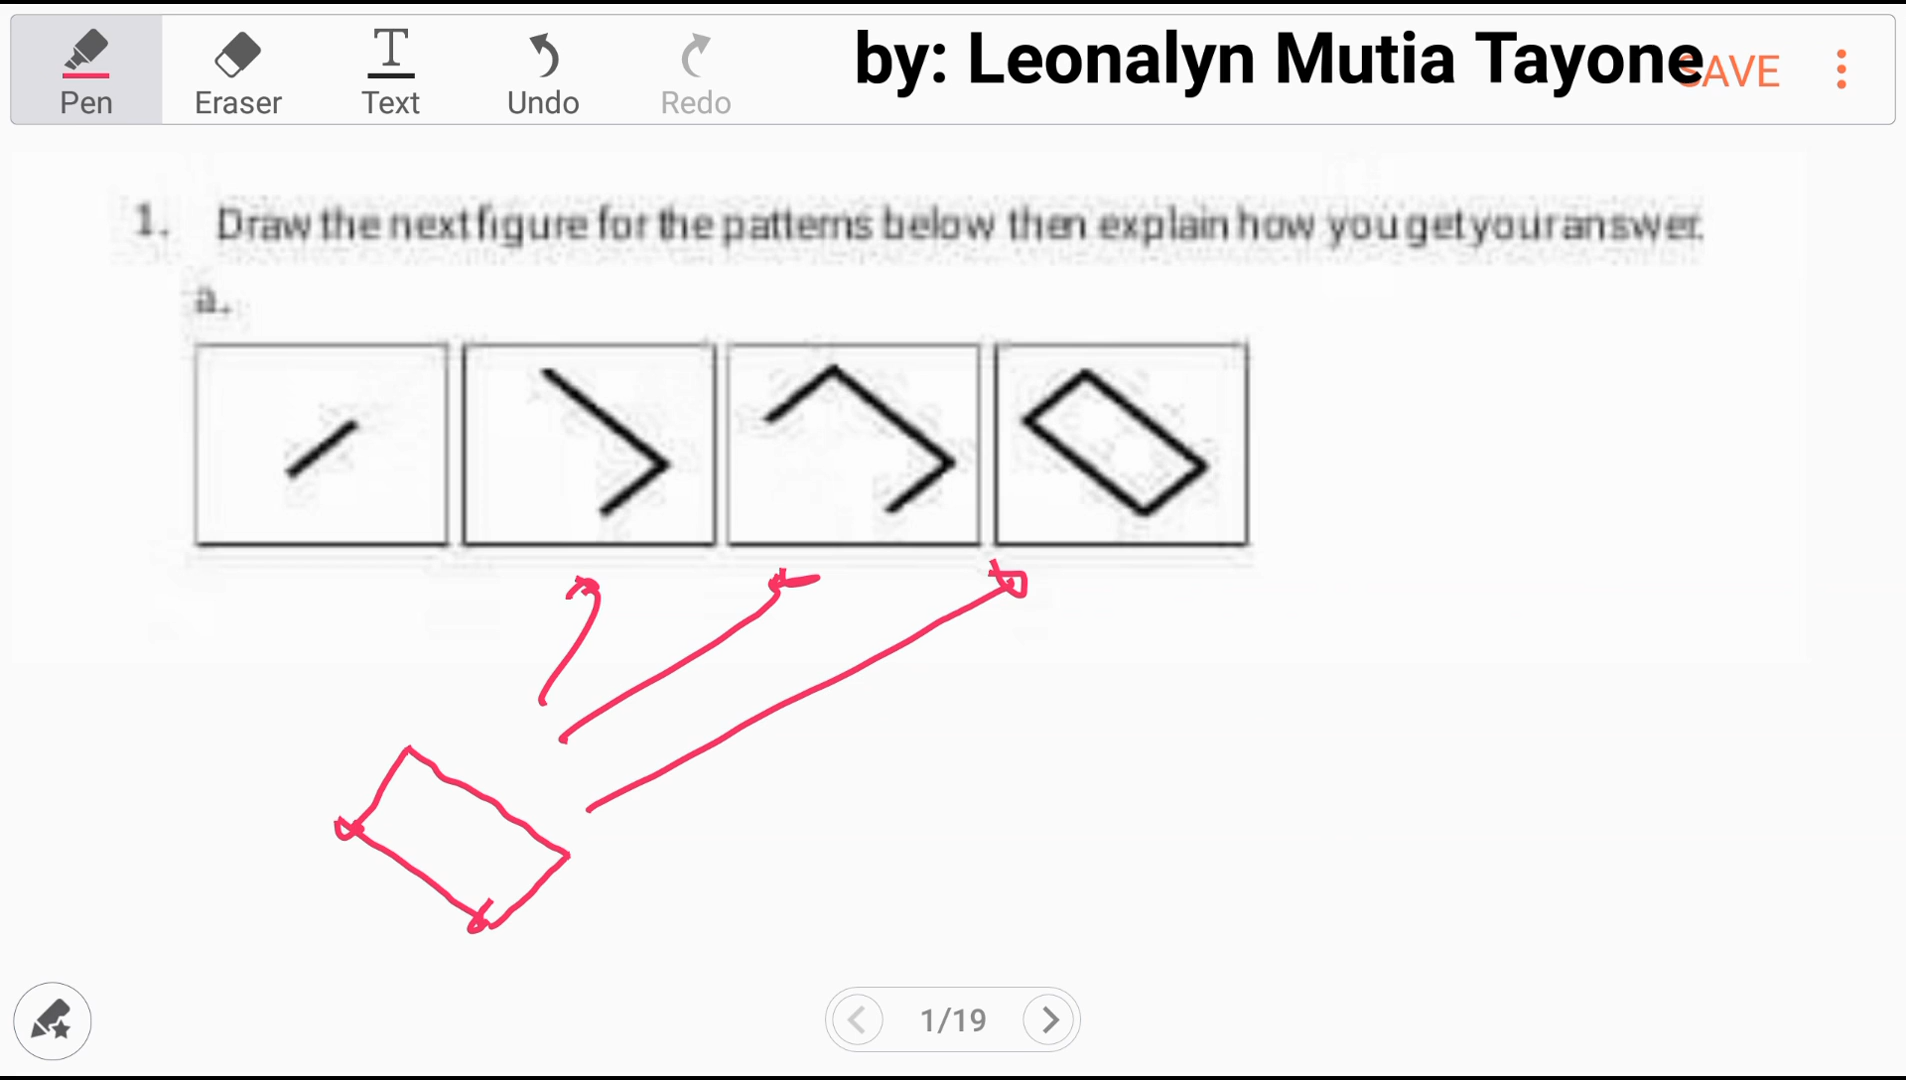 by: Leonalyn Mutia Tayone
SAVE
Pen
Eraser
Text
Undo
Redo
1. Draw the next figure for the patterns below then explain how you get your answer.
a.
1/19